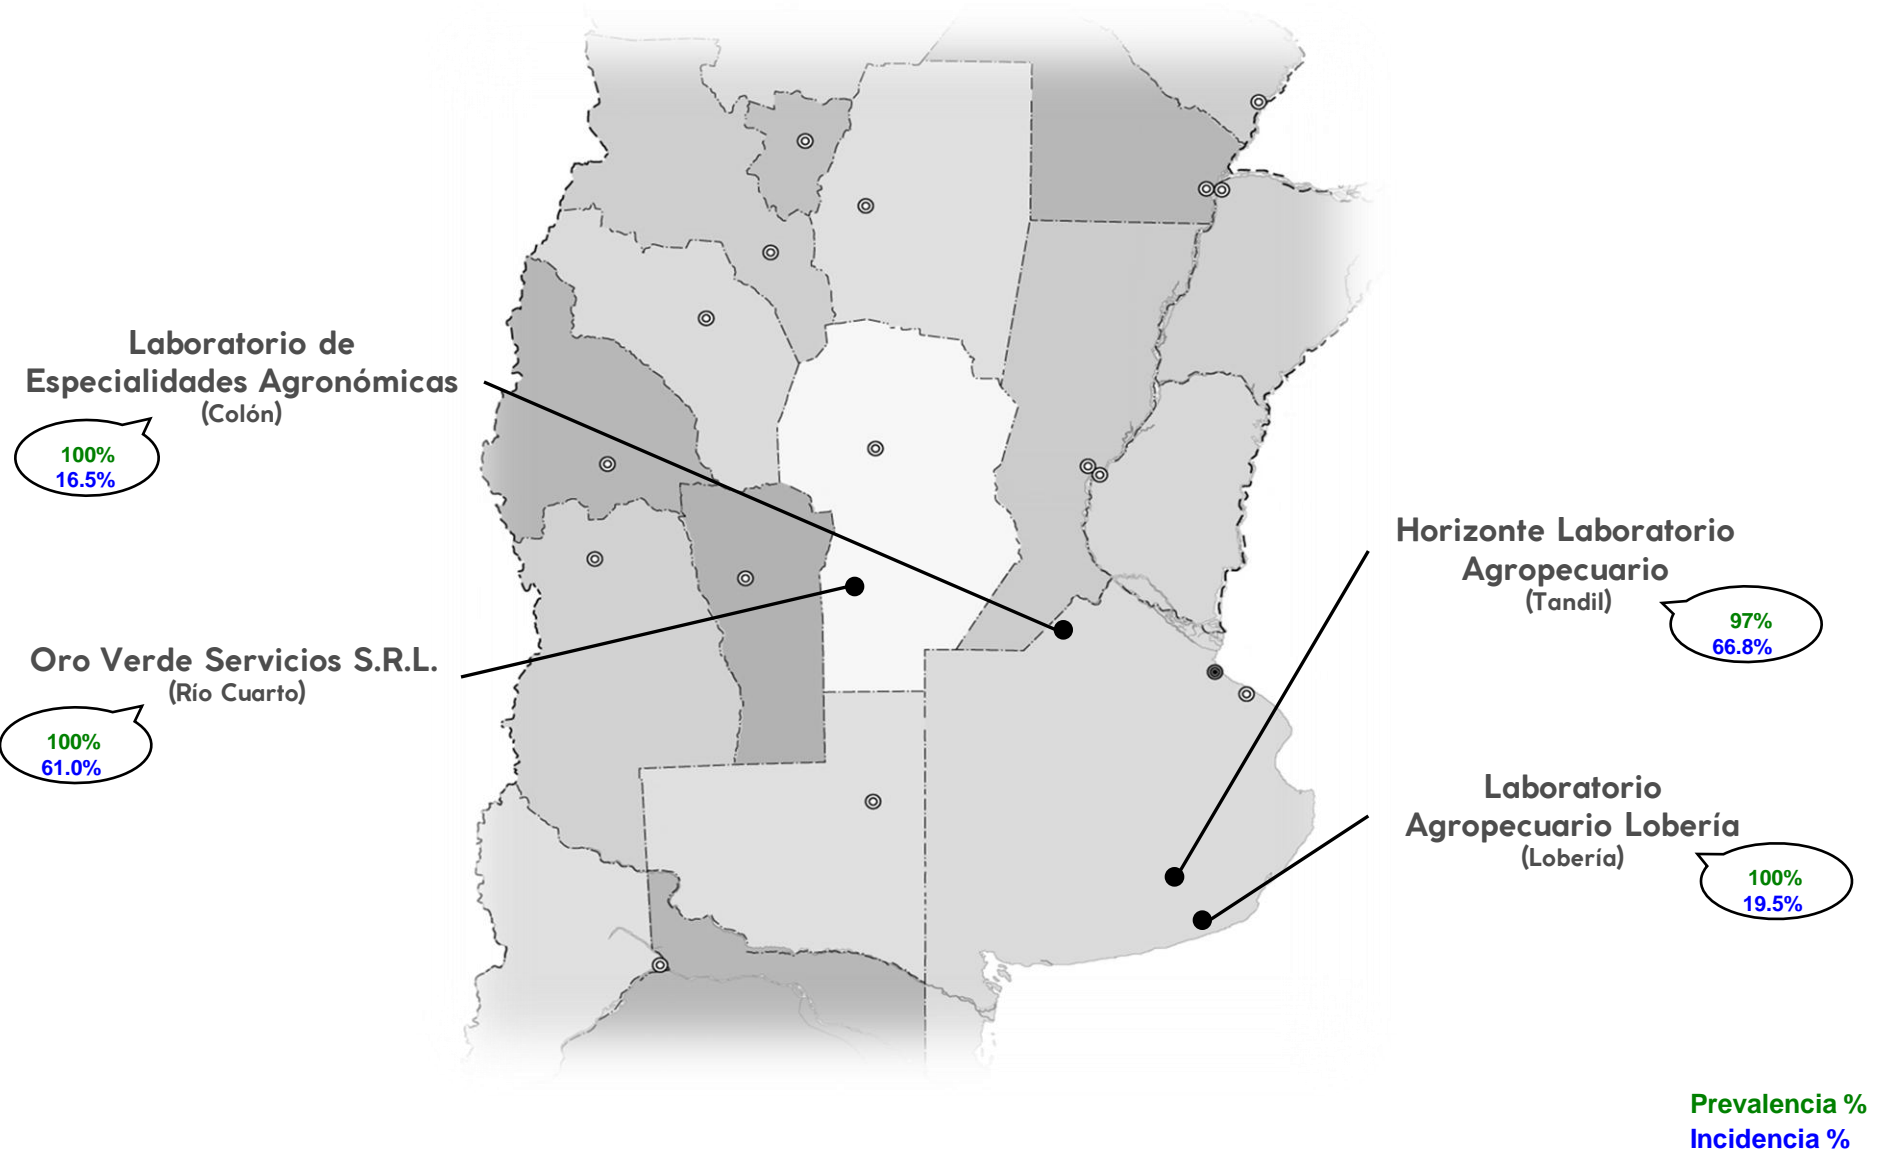 Laboratorio de
Especialidades Agronómicas
(Colón)
100%
16.5%
Oro Verde Servicios S.R.L.
(Río Cuarto)
100%
61.0%
Horizonte Laboratorio
Agropecuario
(Tandil)
97%
66.8%
Laboratorio
Agropecuario Lobería
(Lobería)
100%
19.5%
Prevalencia %
Incidencia %